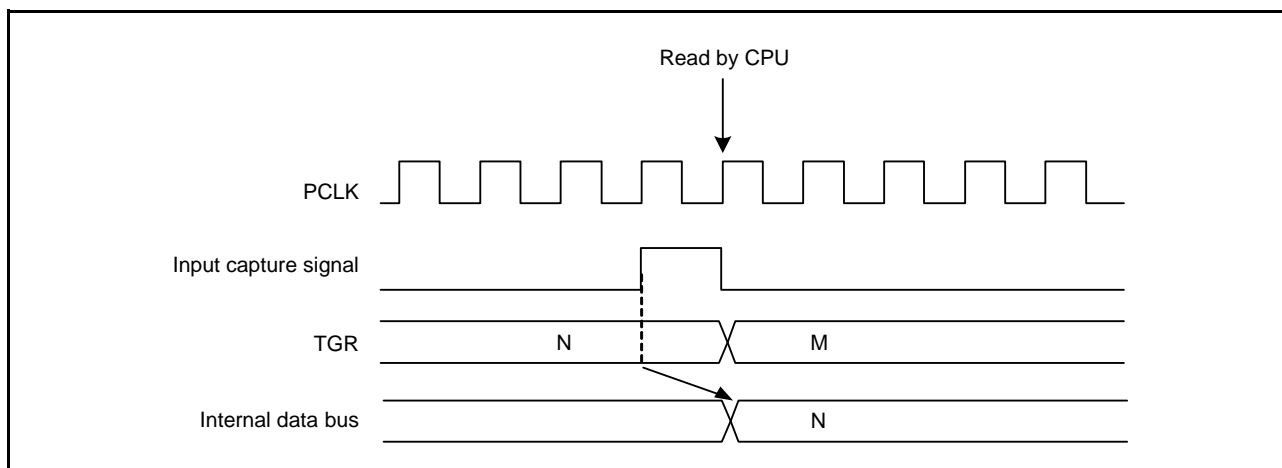 Read by CPU
PCLK
Input capture signal
TGR
N
M
Internal data bus
N